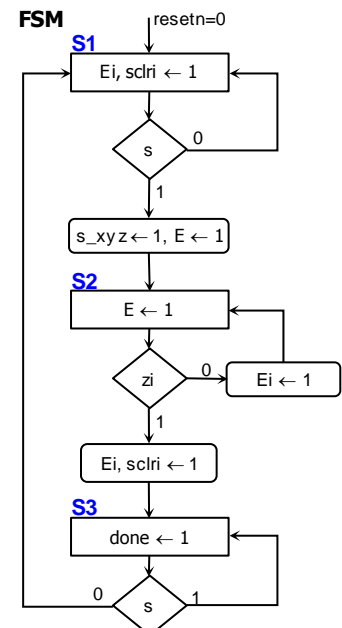 FSM
resetn=0
S1
Ei, sclri ← 1
s
0
1
s_xyz ← 1, E ← 1
S2
E ← 1
zi
0
Ei ← 1
1
Ei, sclri ← 1
S3
done ← 1
0
s
1